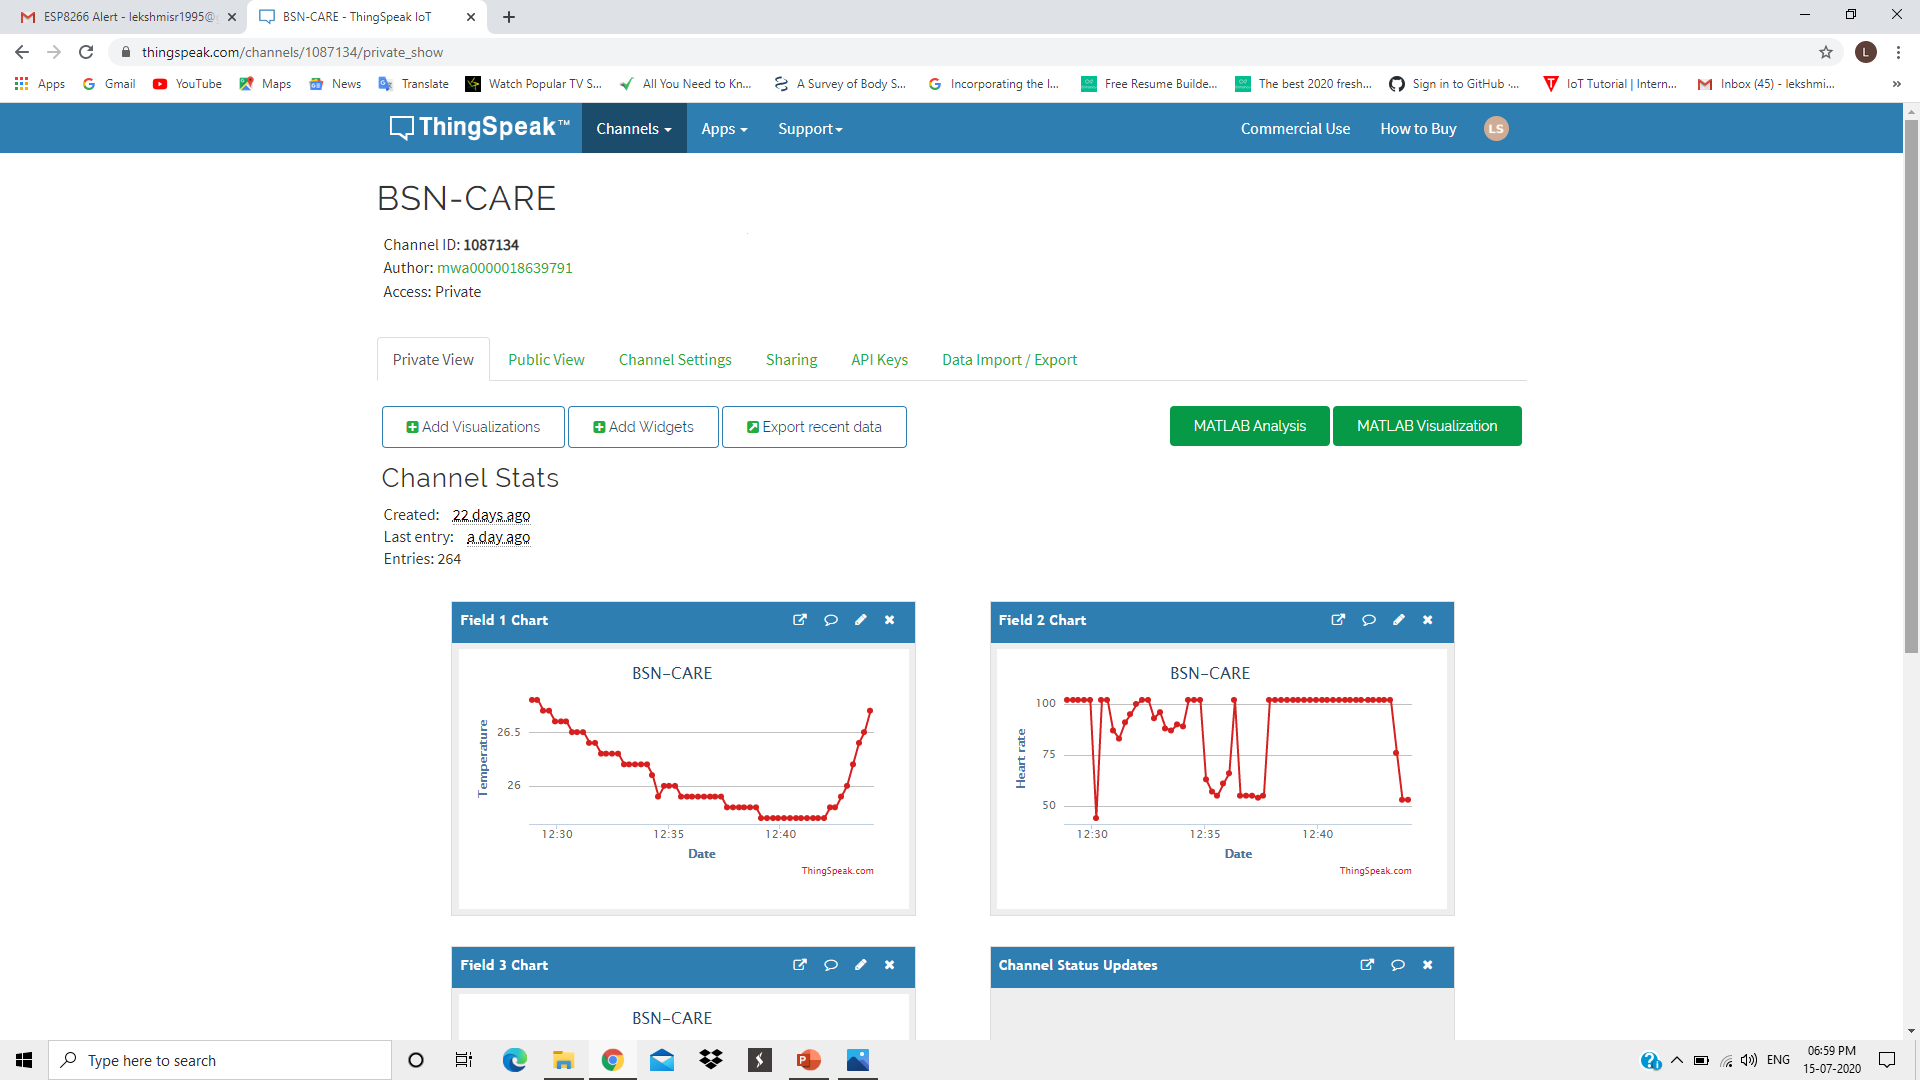 ESP8266 Alert - lekshmisr1995@
BSN-CARE - ThingSpeak IoT
thingspeak.com/channels/1087134/private_show
L
Apps
Gmail
YouTube
Maps
News
Translate
Watch Popular TV S...
All You Need to Kn...
A Survey of Body S...
Incorporating the I...
Free Resume Builde...
The best 2020 fresh...
Sign in to GitHub ·...
IoT Tutorial | Intern...
Inbox (45) - lekshmi...
»
ThingSpeak™
Channels
Apps
Support
Commercial Use
How to Buy
LS
BSN-CARE
Channel ID: 1087134
Author: mwa0000018639791
Access: Private
Private View
Public View
Channel Settings
Sharing
API Keys
Data Import / Export
Add Visualizations
Add Widgets
Export recent data
MATLAB Analysis
MATLAB Visualization
Channel Stats
Created: 22 days ago
Last entry: a day ago
Entries: 264
Field 1 Chart
BSN-CARE
Temperature
26.5
26
12:30
12:35
12:40
Date
ThingSpeak.com
Field 2 Chart
BSN-CARE
Heart rate
100
75
50
12:30
12:35
12:40
Date
ThingSpeak.com
Field 3 Chart
BSN-CARE
Channel Status Updates
Type here to search
ENG
06:59 PM
15-07-2020